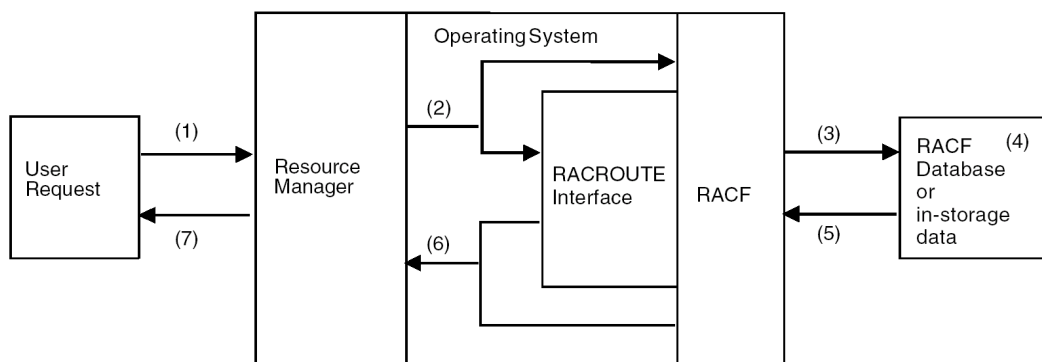 Operating System
(1)
User
Request
(7)
Resource
Manager
(2)
(6)
RACROUTE
Interface
RACF
(3)
(5)
RACF (4)
Database
or
in-storage
data